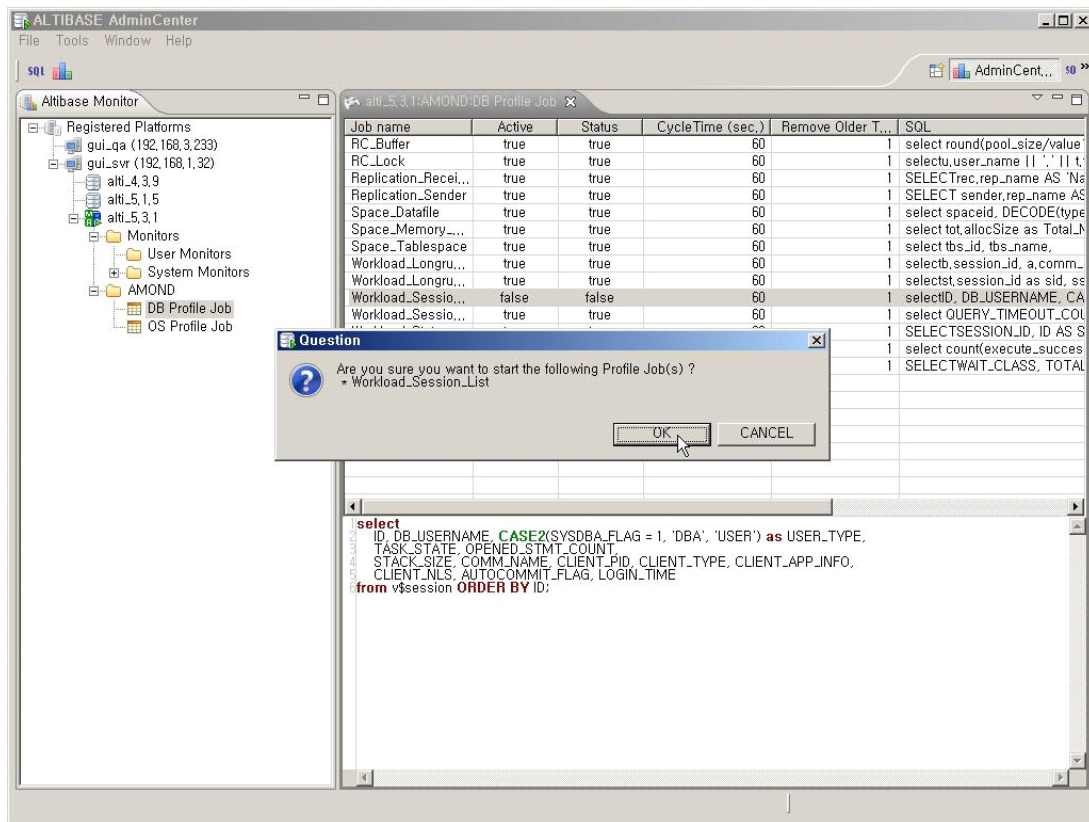 ALTIBASE AdminCenter
File Tools Window Help
SQL
AdminCent... SQ »
Altibase Monitor
alti_5,3,1:AMOND:DB Profile Job
Registered Platforms
gui_qa (192,168,3,233)
gui_svr (192,168,1,32)
alti_4,3,9
alti_5,1,5
alti_5,3,1
Monitors
User Monitors
System Monitors
AMOND
DB Profile Job
OS Profile Job
Job name Active Status CycleTime (sec,) Remove Older T... SQL
RC_Buffer true true 60 1 select round(pool_size/value
RC_Lock true true 60 1 selectu,user_name || ',' || t,
Replication_Recei... true true 60 1 SELECTrec,rep_name AS 'Na
Replication_Sender true true 60 1 SELECT sender,rep_name AS
Space_Datafile true true 60 1 select spaceid, DECODE(type
Space_Memory_... true true 60 1 select tot,allocSize as Total_M
Space_Tablespace true true 60 1 select tbs_id, tbs_name,
Workload_Longru... true true 60 1 selectb,session_id, a,comm_
Workload_Longru... true true 60 1 selectst,session_id as sid, ss
Workload_Sessio... false false 60 1 selectID, DB_USERNAME, CA
Workload_Sessio... true true 60 1 select QUERY_TIMEOUT_COU
1 SELECTSESSION_ID, ID AS S
1 select count(execute_succes
1 SELECTWAIT_CLASS, TOTAL
Question
Are you sure you want to start the following Profile Job(s) ?
* Workload_Session_List
OK CANCEL
1 select
2 ID, DB_USERNAME, CASE2(SYSDBA_FLAG = 1, 'DBA', 'USER') as USER_TYPE,
3 TASK_STATE, OPENED_STMT_COUNT,
4 STACK_SIZE, COMM_NAME, CLIENT_PID, CLIENT_TYPE, CLIENT_APP_INFO,
5 CLIENT_NLS, AUTOCOMMIT_FLAG, LOGIN_TIME
6 from v$session ORDER BY ID;